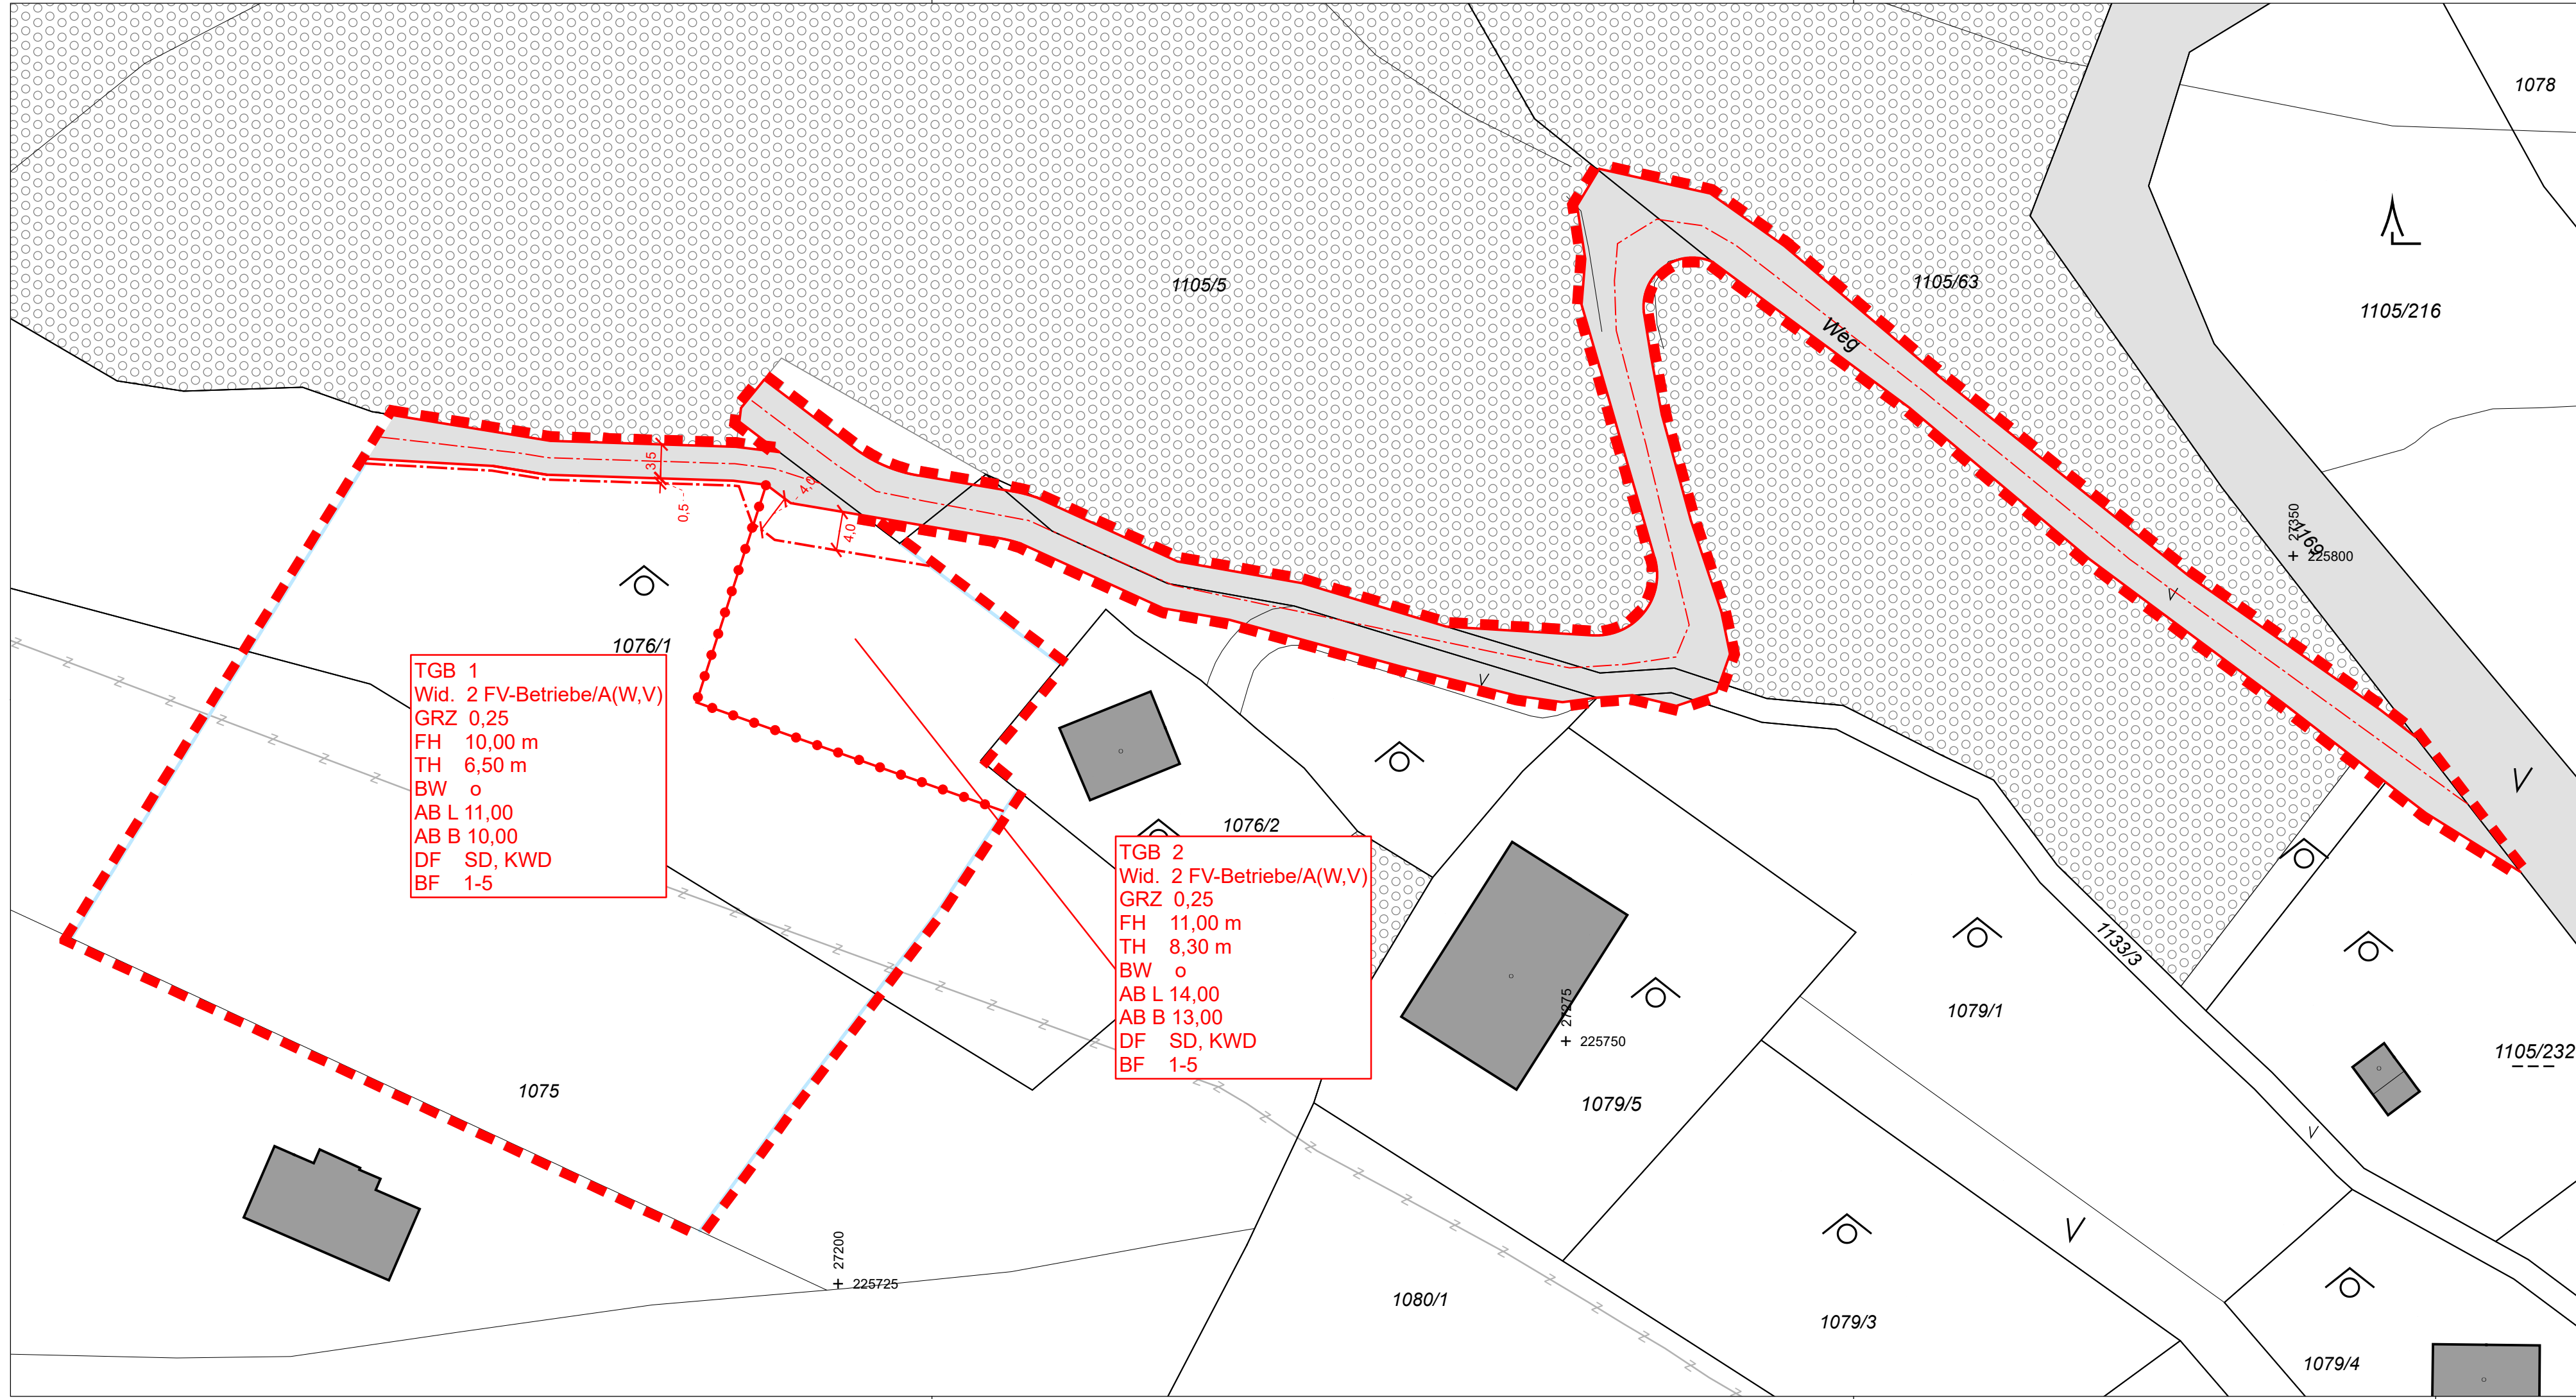 1078
1105/5
1105/63
1105/216
Weg
3,5
4,0
0,5
4,0
27350
1169
225800
1076/1
TGB 1
Wid. 2 FV-Betriebe/A(W,V)
GRZ 0,25
FH 10,00 m
TH 6,50 m
BW o
AB L 11,00
AB B 10,00
DF SD, KWD
BF 1-5
1076/2
TGB 2
Wid. 2 FV-Betriebe/A(W,V)
GRZ 0,25
FH 11,00 m
TH 8,30 m
BW o
AB L 14,00
AB B 13,00
DF SD, KWD
BF 1-5
1133/3
27275
225750
1079/1
1105/232
1075
1079/5
27200
225725
1080/1
1079/3
1079/4